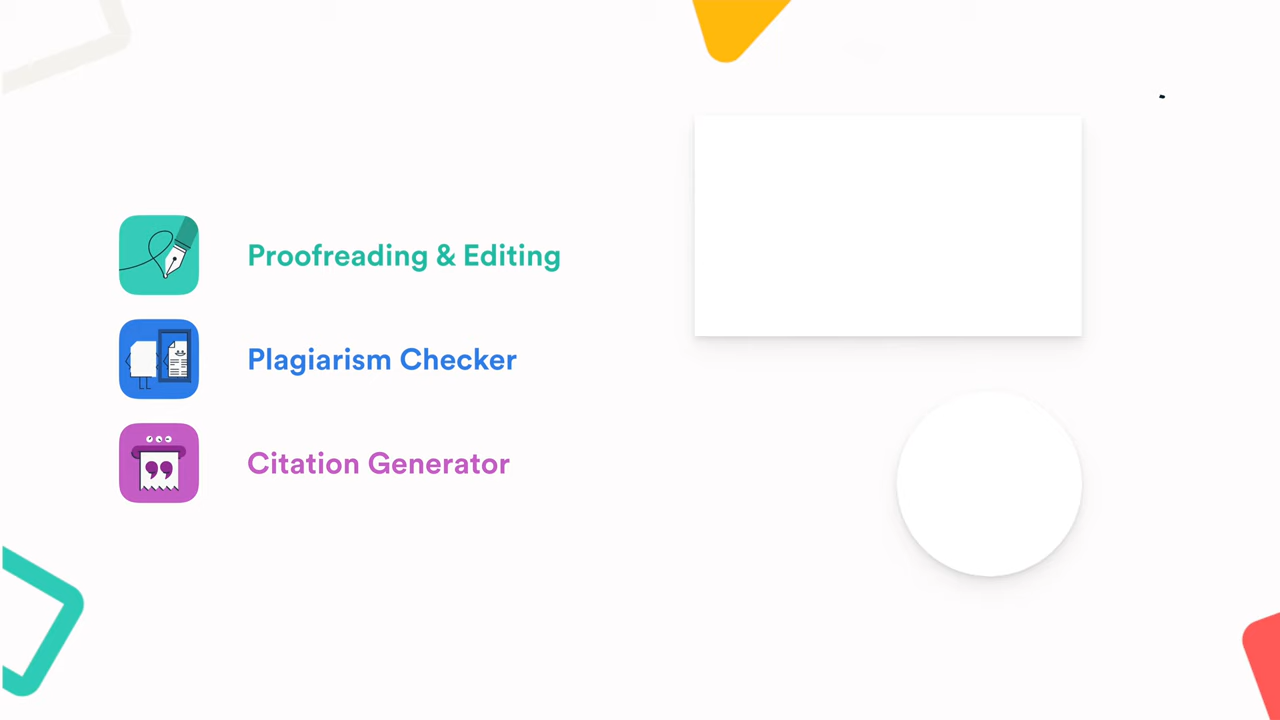 Proofreading & Editing
Plagiarism Checker
Citation Generator